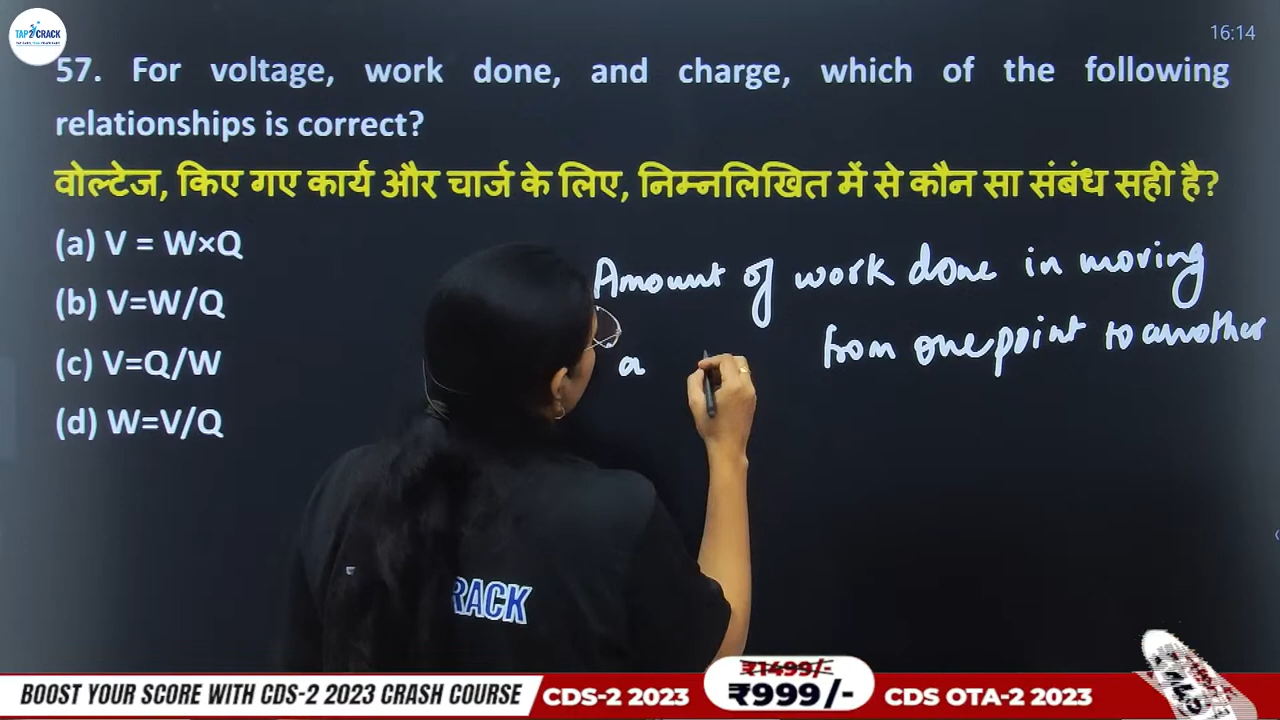 TAP2CRACK
16:14
57. For voltage, work done, and charge, which of the following
relationships is correct?
वोल्टेज, किए गए कार्य और चार्ज के लिए, निम्नलिखित में से कौन सा संबंध सही है?
(a) V = W×Q
(b) V=W/Q
(c) V=Q/W
(d) W=V/Q
Amount of work done in moving
a from one point to another
RACK
BOOST YOUR SCORE WITH CDS-2 2023 CRASH COURSE
CDS-2 2023
₹1499/-
₹999/-
CDS OTA-2 2023